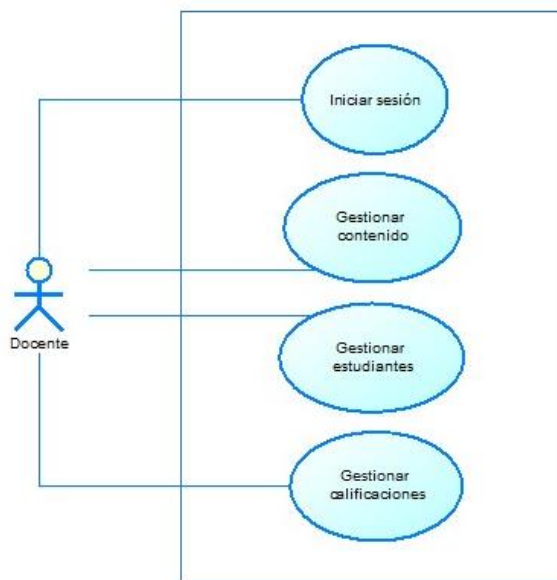 Iniciar sesión
Gestionar
contenido
Docente
Gestionar
estudiantes
Gestionar
calificaciones